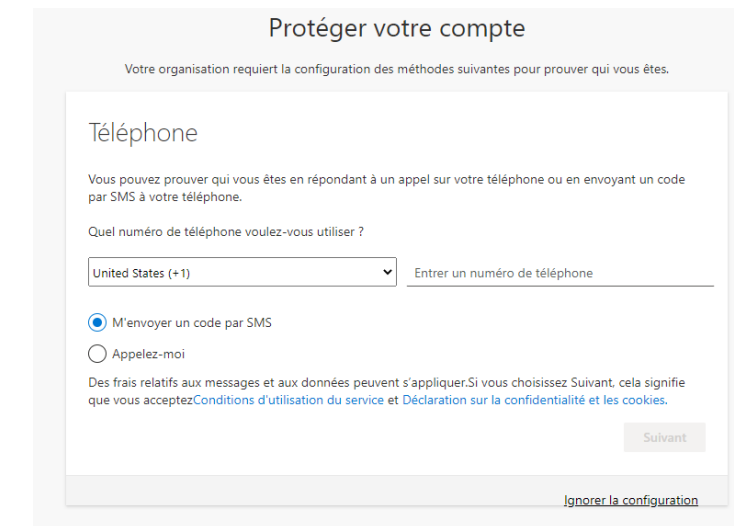 Protéger votre compte
Votre organisation requiert la configuration des méthodes suivantes pour prouver qui vous êtes.
Téléphone
Vous pouvez prouver qui vous êtes en répondant à un appel sur votre téléphone ou en envoyant un code
par SMS à votre téléphone.
Quel numéro de téléphone voulez-vous utiliser ?
United States (+1)
Entrer un numéro de téléphone
M'envoyer un code par SMS
Appelez-moi
Des frais relatifs aux messages et aux données peuvent s'appliquer.Si vous choisissez Suivant, cela signifie
que vous acceptezConditions d'utilisation du service et Déclaration sur la confidentialité et les cookies.
Suivant
Ignorer la configuration